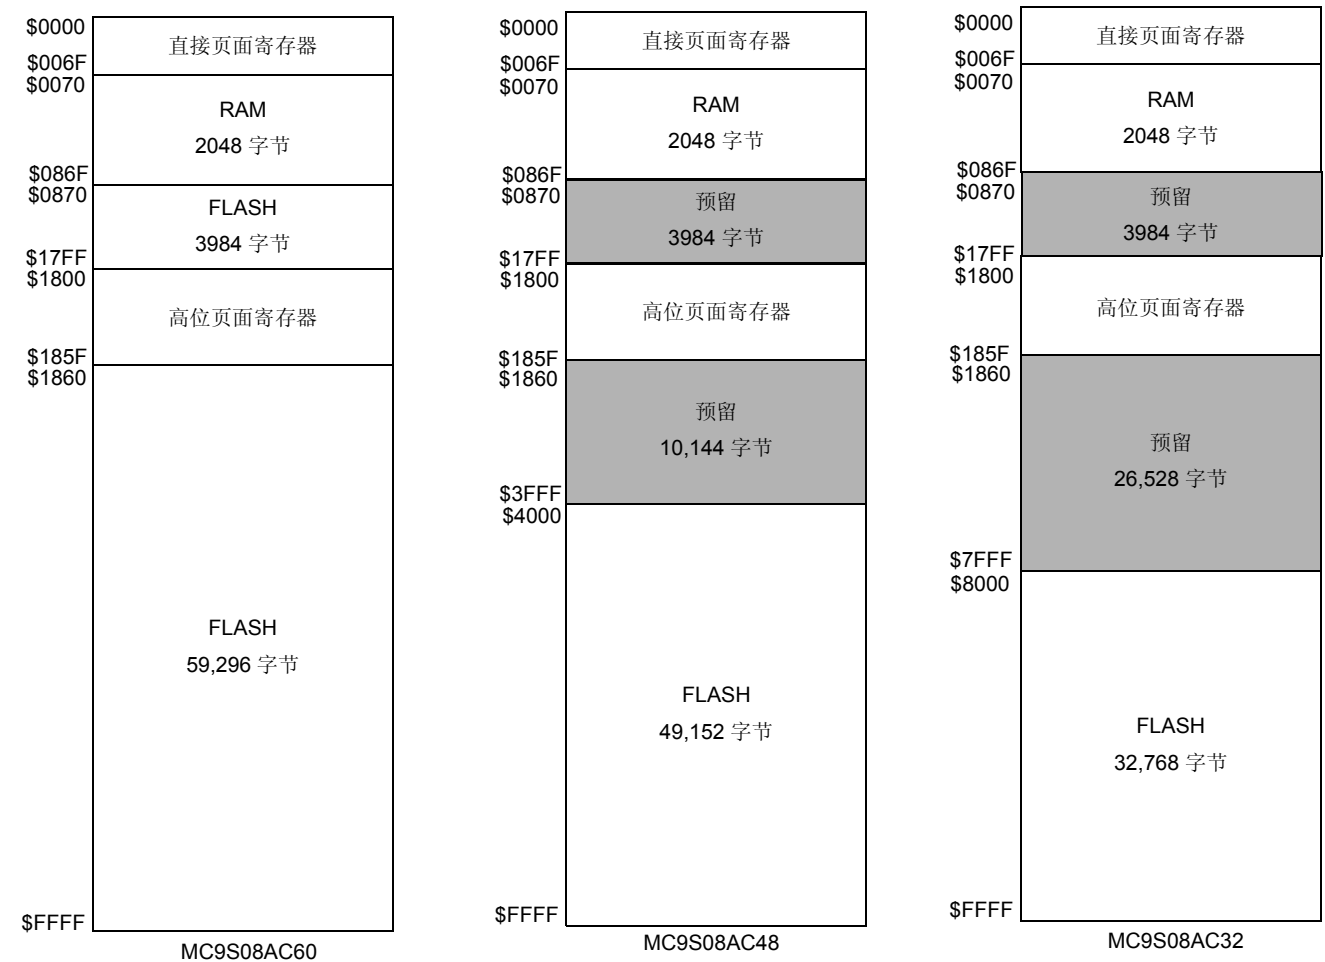 $0000
直接页面寄存器
$006F
$0070
RAM
2048 字节
$086F
$0870
FLASH
3984 字节
$17FF
$1800
高位页面寄存器
$185F
$1860
FLASH
59,296 字节
$FFFF
MC9S08AC60
$0000
直接页面寄存器
$006F
$0070
RAM
2048 字节
$086F
$0870
预留
3984 字节
$17FF
$1800
高位页面寄存器
$185F
$1860
预留
10,144 字节
$3FFF
$4000
FLASH
49,152 字节
$FFFF
MC9S08AC48
$0000
直接页面寄存器
$006F
$0070
RAM
2048 字节
$086F
$0870
预留
3984 字节
$17FF
$1800
高位页面寄存器
$185F
$1860
预留
26,528 字节
$7FFF
$8000
FLASH
32,768 字节
$FFFF
MC9S08AC32